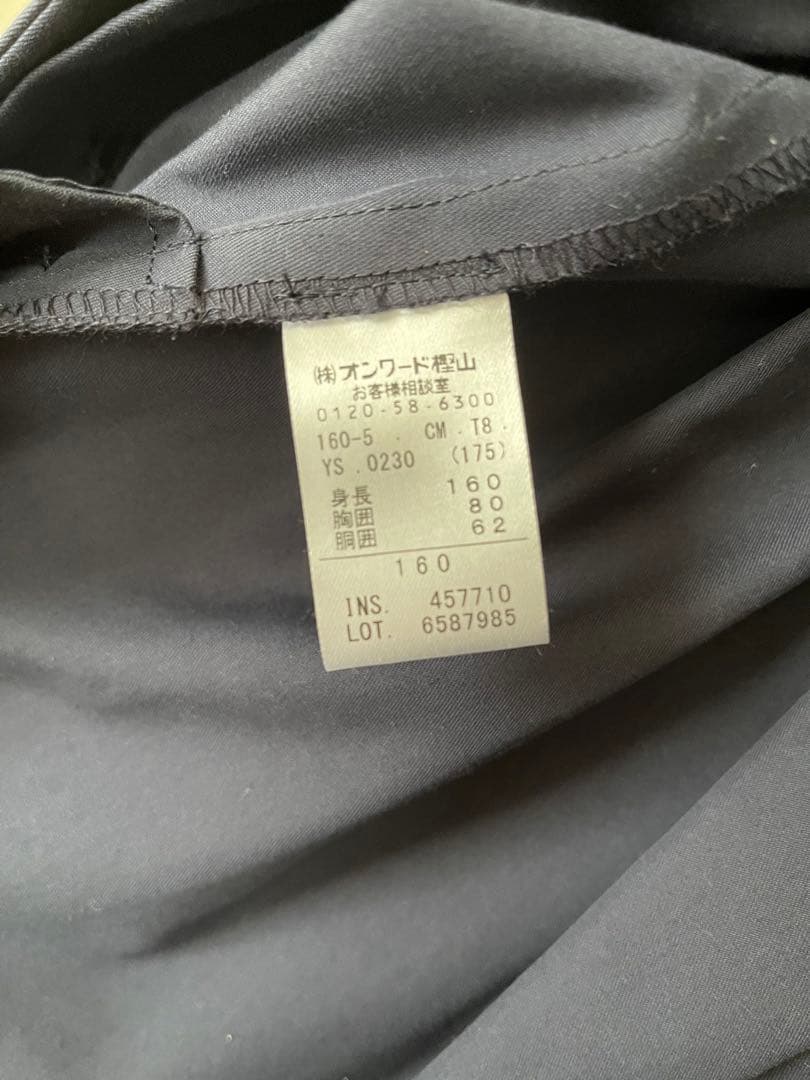 ㈱オンワード樫山
お客様相談室
0120-58-6300
160-5 . CM .T8.
YS .0230 (175)
身長 160
胸囲 80
胴囲 62
160
INS. 457710
LOT. 6587985